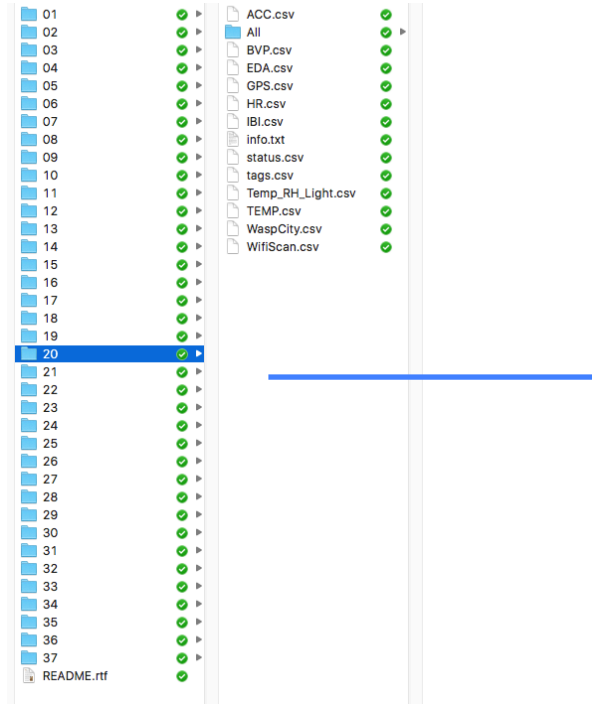 01
02
03
04
05
06
07
08
09
10
11
12
13
14
15
16
17
18
19
20
21
22
23
24
25
26
27
28
29
30
31
32
33
34
35
36
37
README.rtf
ACC.csv
All
BVP.csv
EDA.csv
GPS.csv
HR.csv
IBI.csv
info.txt
status.csv
tags.csv
Temp_RH_Light.csv
TEMP.csv
WaspCity.csv
WifiScan.csv